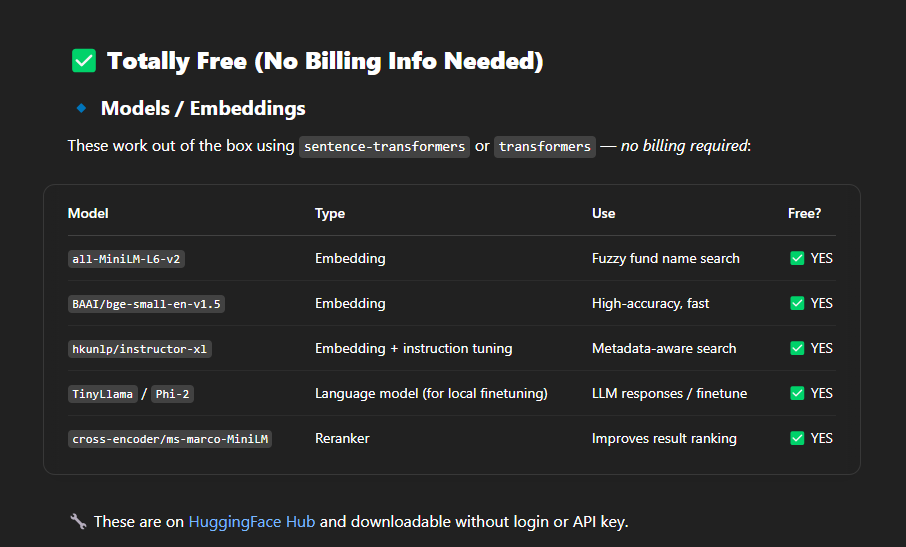 ✅ Totally Free (No Billing Info Needed)
🔹 Models / Embeddings
These work out of the box using sentence-transformers or transformers — no billing required:
Model Type Use Free?
all-MiniLM-L6-v2 Embedding Fuzzy fund name search ✅ YES
BAAI/bge-small-en-v1.5 Embedding High-accuracy, fast ✅ YES
hkunlp/instructor-xl Embedding + instruction tuning Metadata-aware search ✅ YES
TinyLlama / Phi-2 Language model (for local finetuning) LLM responses / finetune ✅ YES
cross-encoder/ms-marco-MiniLM Reranker Improves result ranking ✅ YES
🔧 These are on HuggingFace Hub and downloadable without login or API key.